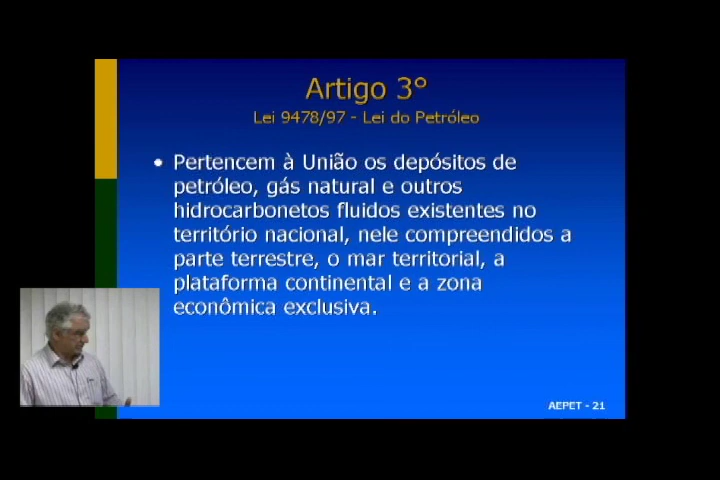 Artigo 3º
Lei 9478/97 - Lei do Petróleo
• Pertencem à União os depósitos de
petróleo, gás natural e outros
hidrocarbonetos fluidos existentes no
território nacional, nele compreendidos a
parte terrestre, o mar territorial, a
plataforma continental e a zona
econômica exclusiva.
AEPET - 21